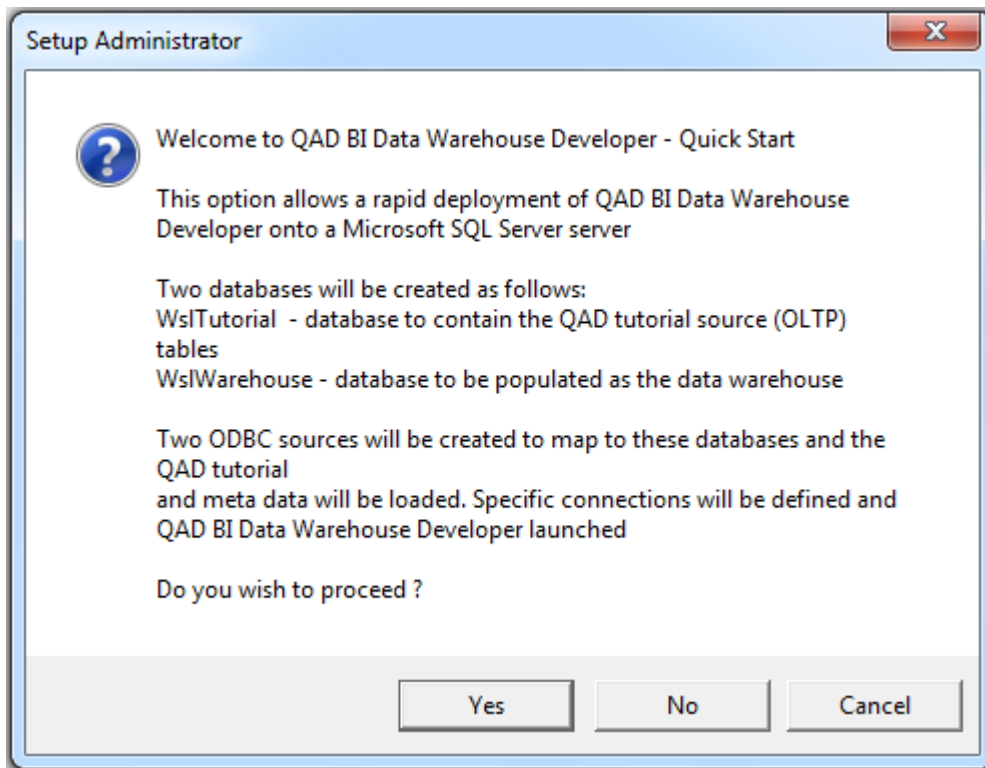 Setup Administrator
Welcome to QAD BI Data Warehouse Developer - Quick Start
This option allows a rapid deployment of QAD BI Data Warehouse
Developer onto a Microsoft SQL Server server
Two databases will be created as follows:
WslTutorial  - database to contain the QAD tutorial source (OLTP)
tables
WslWarehouse - database to be populated as the data warehouse
Two ODBC sources will be created to map to these databases and the
QAD tutorial
and meta data will be loaded. Specific connections will be defined and
QAD BI Data Warehouse Developer launched
Do you wish to proceed ?
Yes No Cancel